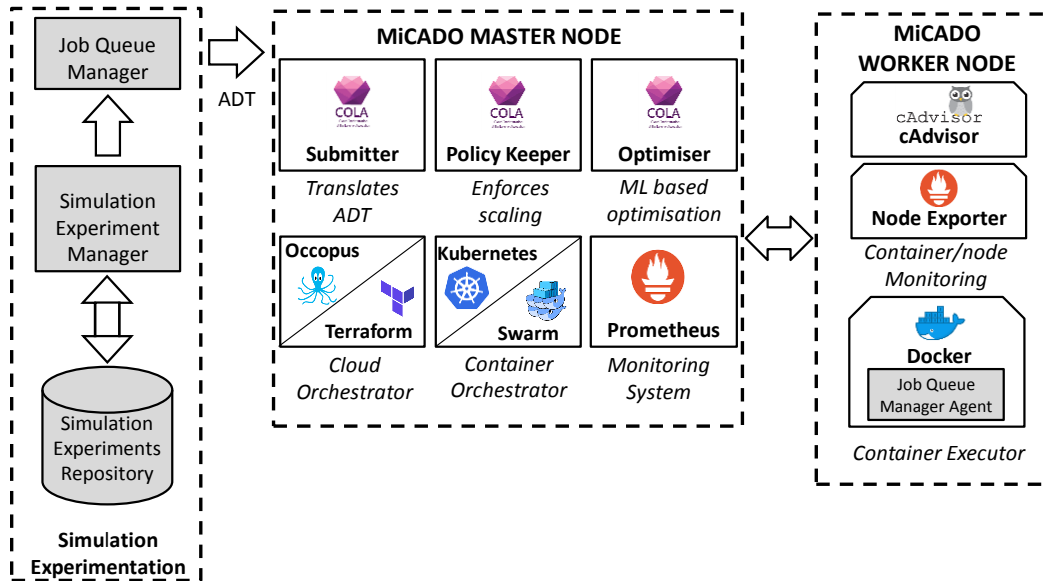 Job Queue
Manager
Simulation
Experiment
Manager
Simulation
Experiments
Repository
Simulation
Experimentation
ADT
MiCADO MASTER NODE
COLA
Submitter
Translates
ADT
COLA
Policy Keeper
Enforces
scaling
COLA
Optimiser
ML based
optimisation
Occopus
Terraform
Cloud
Orchestrator
Kubernetes
Swarm
Container
Orchestrator
Prometheus
Monitoring
System
MiCADO
WORKER NODE
cAdvisor
cAdvisor
Node Exporter
Container/node
Monitoring
Docker
Job Queue
Manager Agent
Container Executor